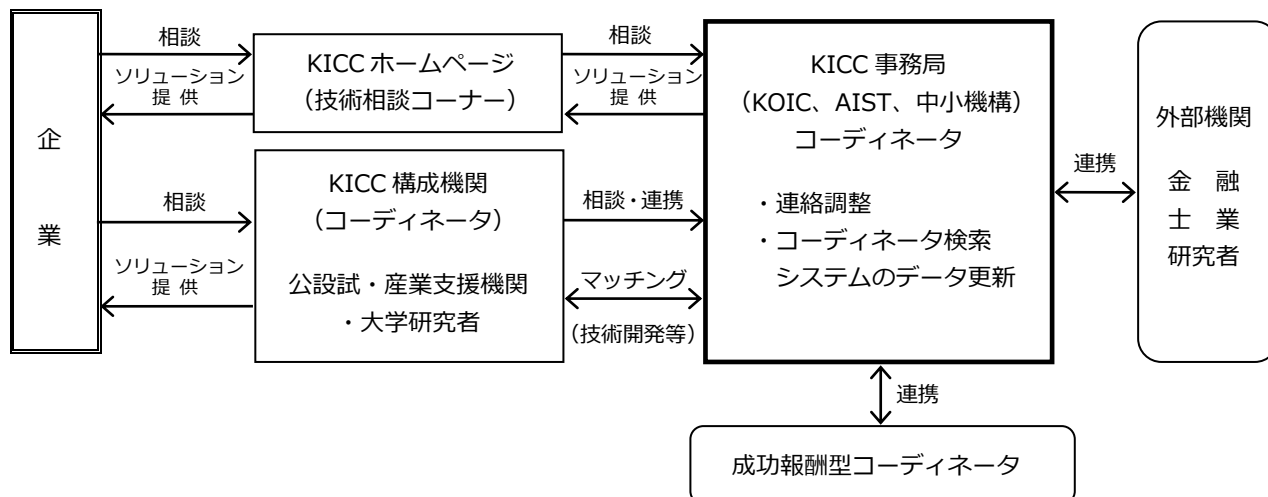 企
業
相談
ソリューション
提 供
KICC ホームページ
（技術相談コーナー）
相談
ソリューション
提 供
相談
ソリューション
提 供
KICC 構成機関
（コーディネータ）
公設試・産業支援機関
・大学研究者
相談・連携
マッチング
（技術開発等）
KICC 事務局
（KOIC、AIST、中小機構）
コーディネータ
・連絡調整
・コーディネータ検索
システムのデータ更新
連携
外部機関
金 融
士 業
研究者
連携
成功報酬型コーディネータ